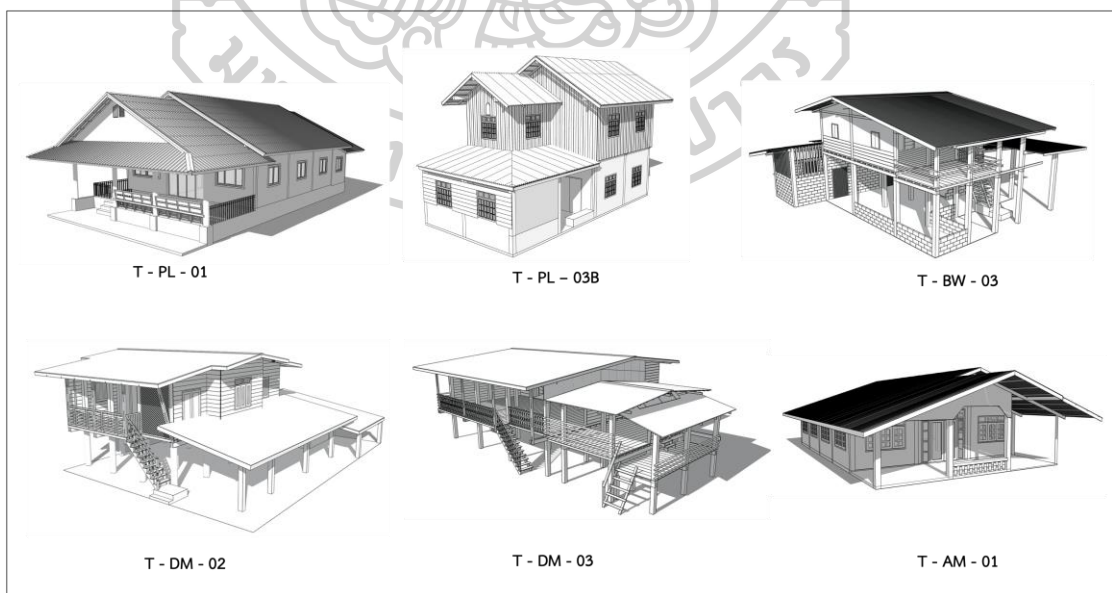 T - PL - 01
T - PL – 03B
T - BW - 03
T - DM - 02
T - DM - 03
T - AM - 01